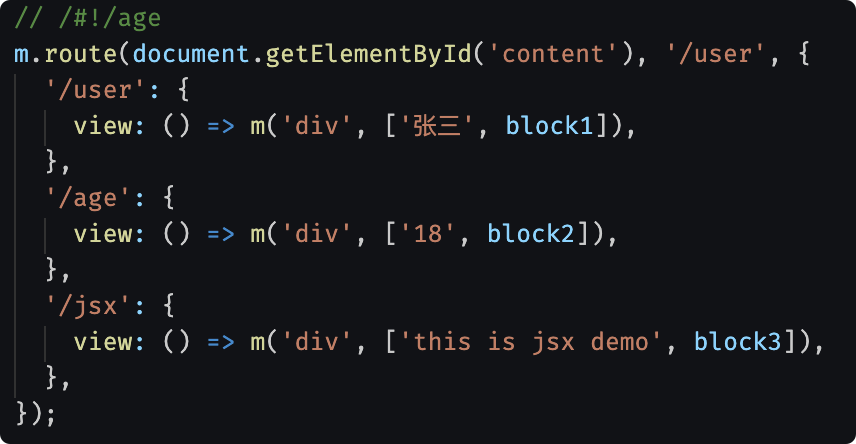 // /#!/age
m.route(document.getElementById('content'), '/user', {
  '/user': {
    view: () => m('div', ['张三', block1]),
  },
  '/age': {
    view: () => m('div', ['18', block2]),
  },
  '/jsx': {
    view: () => m('div', ['this is jsx demo', block3]),
  },
});